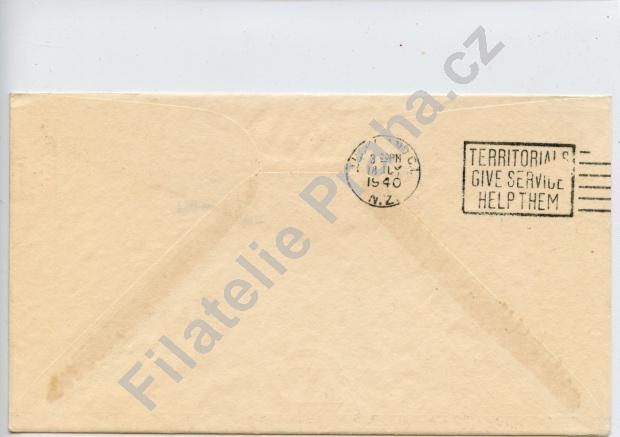 1940
N.Z.
TERRITORIALS
GIVE SERVICE
HELP THEM
Filatelie Praha.cz